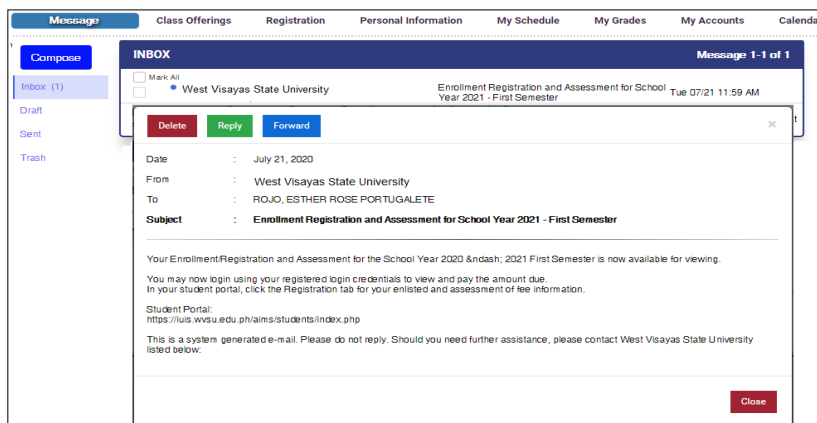 Message Class Offerings Registration Personal Information My Schedule My Grades My Accounts Calenda
Compose
INBOX Message 1-1 of 1
Mark All
Inbox (1)
West Visayas State University Enrollment Registration and Assessment for School Year 2021 - First Semester Tue 07/21 11:59 AM
Draft
Sent
Trash
Delete Reply Forward ×
Date : July 21, 2020
From : West Visayas State University
To : ROJO, ESTHER ROSE PORTUGALETE
Subject : Enrollment Registration and Assessment for School Year 2021 - First Semester
Your Enrollment/Registration and Assessment for the School Year 2020 &ndash; 2021 First Semester is now available for viewing.
You may now login using your registered login credentials to view and pay the amount due.
In your student portal, click the Registration tab for your enlisted and assessment of fee information.
Student Portal:
https://iuis.wvsu.edu.ph/aims/students/index.php
This is a system generated e-mail. Please do not reply. Should you need further assistance, please contact West Visayas State University
listed below:
Close